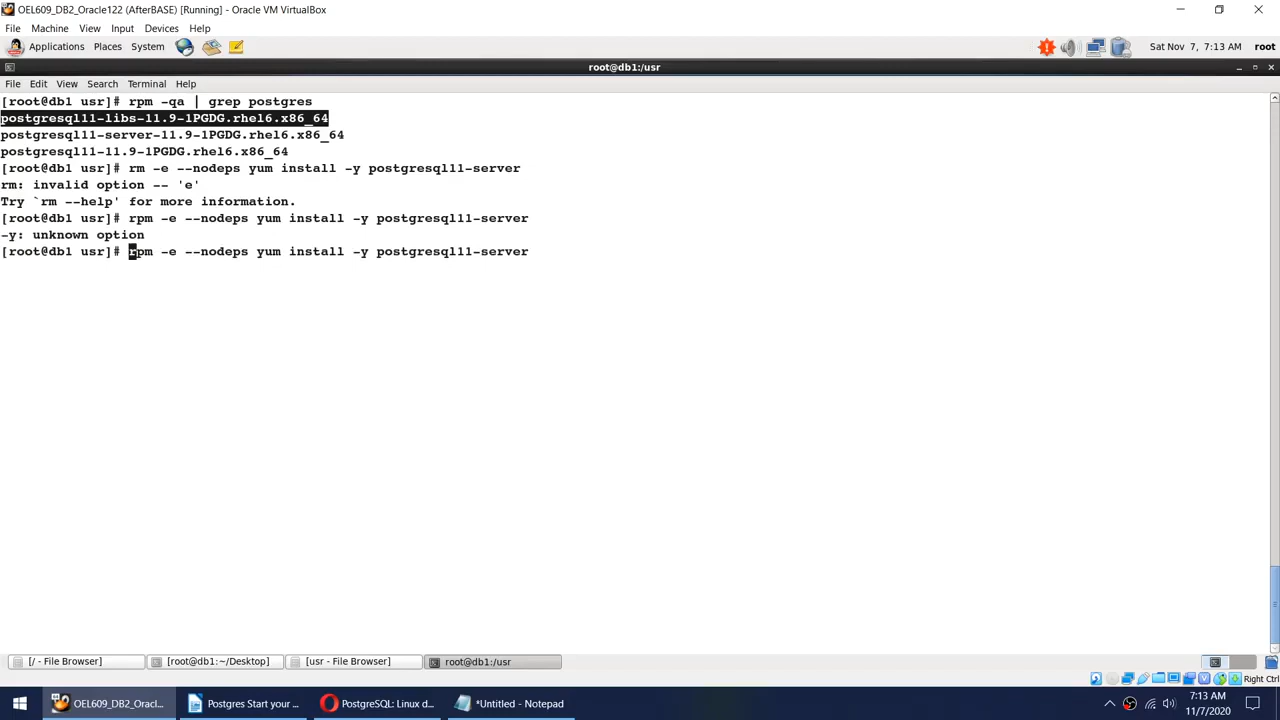 OEL609_DB2_Oracle122 (AfterBASE) [Running] - Oracle VM VirtualBox
File Machine View Input Devices Help
Applications Places System Sat Nov 7, 7:13 AM root
root@db1:/usr
File Edit View Search Terminal Help
[root@db1 usr]# rpm -qa | grep postgres
postgresql11-libs-11.9-1PGDG.rhel6.x86_64
postgresql11-server-11.9-1PGDG.rhel6.x86_64
postgresql11-11.9-1PGDG.rhel6.x86_64
[root@db1 usr]# rm -e --nodeps yum install -y postgresql11-server
rm: invalid option -- 'e'
Try `rm --help' for more information.
[root@db1 usr]# rpm -e --nodeps yum install -y postgresql11-server
-y: unknown option
[root@db1 usr]# rpm -e --nodeps yum install -y postgresql11-server
[/ - File Browser] [root@db1:~/Desktop] [usr - File Browser] root@db1:/usr
Right Ctrl
OEL609_DB2_Oracl... Postgres Start your ... PostgreSQL: Linux d... *Untitled - Notepad 7:13 AM
11/7/2020